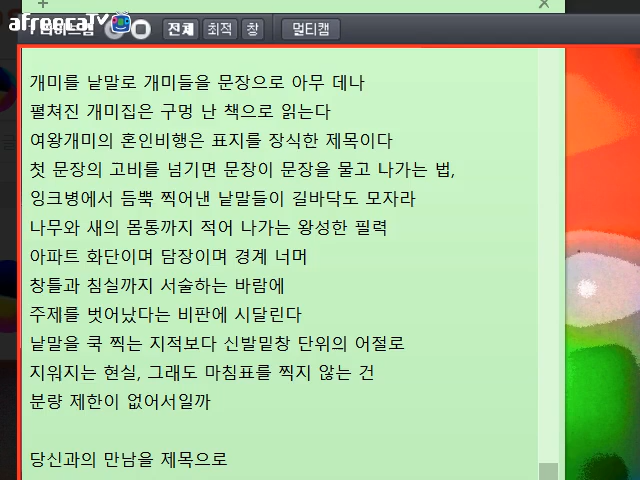 afreecaTV
전체 최적 창 멀티캠
개미를 낱말로 개미들을 문장으로 아무 데나
펼쳐진 개미집은 구멍 난 책으로 읽는다
여왕개미의 혼인비행은 표지를 장식한 제목이다
첫 문장의 고비를 넘기면 문장이 문장을 물고 나가는 법,
잉크병에서 듬뿍 찍어낸 낱말들이 길바닥도 모자라
나무와 새의 몸통까지 적어 나가는 왕성한 필력
아파트 화단이며 담장이며 경계 너머
창틀과 침실까지 서술하는 바람에
주제를 벗어났다는 비판에 시달린다
낱말을 쿡 찍는 지적보다 신발밑창 단위의 어절로
지워지는 현실, 그래도 마침표를 찍지 않는 건
분량 제한이 없어서일까
당신과의 만남을 제목으로